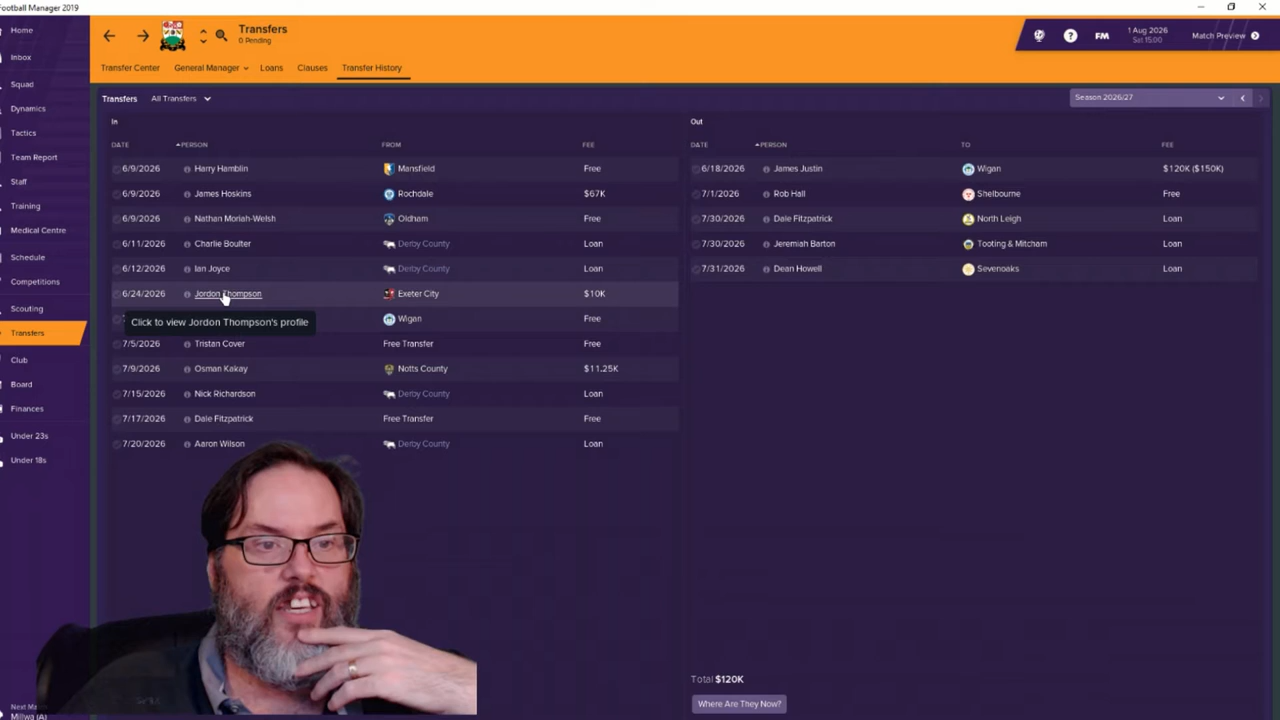 Football Manager 2019
Home
Inbox
Squad
Dynamics
Tactics
Team Report
Staff
Training
Medical Centre
Schedule
Competitions
Scouting
Transfers
Club
Board
Finances
Under 23s
Under 18s
Next
Millwa (A)
Transfers
0 Pending
1 Aug 2026
Sat 15:00
FM
Match Preview
Transfer Center General Manager Loans Clauses Transfer History
Transfers All Transfers
Season 2026/27
In
DATE PERSON FROM FEE
6/9/2026 Harry Hamblin Mansfield Free
6/9/2026 James Hoskins Rochdale $67K
6/9/2026 Nathan Moriah-Welsh Oldham Free
6/11/2026 Charlie Boulter Derby County Loan
6/12/2026 Ian Joyce Derby County Loan
6/24/2026 Jordon Thompson Exeter City $10K
Click to view Jordon Thompson's profile
Wigan Free
7/5/2026 Tristan Cover Free Transfer Free
7/9/2026 Osman Kakay Notts County $11.25K
7/15/2026 Nick Richardson Derby County Loan
7/17/2026 Dale Fitzpatrick Free Transfer Free
7/20/2026 Aaron Wilson Derby County Loan
Out
DATE PERSON TO FEE
6/18/2026 James Justin Wigan $120K ($150K)
7/1/2026 Rob Hall Shelbourne Free
7/30/2026 Dale Fitzpatrick North Leigh Loan
7/30/2026 Jeremiah Barton Tooting & Mitcham Loan
7/31/2026 Dean Howell Sevenoaks Loan
Total $120K
Where Are They Now?